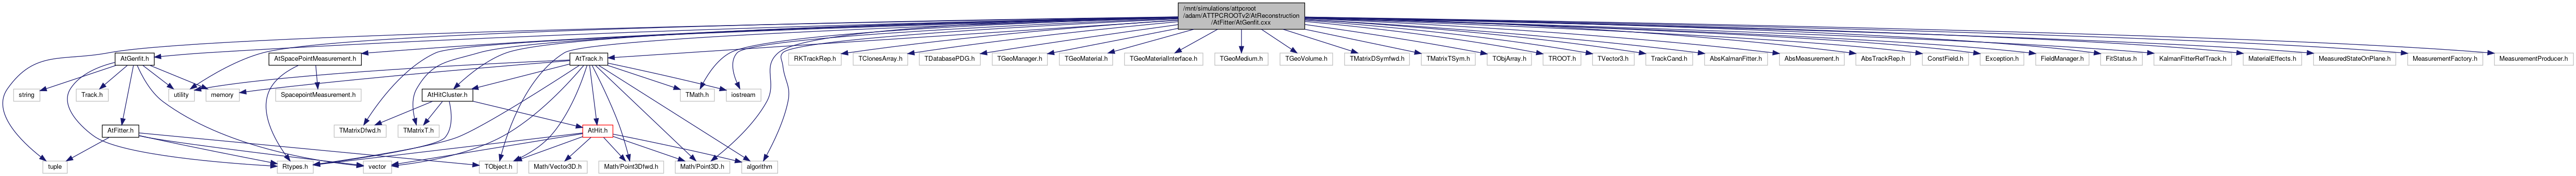 /mnt/simulations/attpcroot
/adam/ATTPCROOTv2/AtReconstruction
/AtFitter/AtGenfit.cxx
AtGenfit.h
AtSpacePointMeasurement.h
AtTrack.h
RKTrackRep.h
TClonesArray.h
TDatabasePDG.h
TGeoManager.h
TGeoMaterial.h
TGeoMaterialInterface.h
TGeoMedium.h
TGeoVolume.h
TMatrixDSymfwd.h
TMatrixTSym.h
TObjArray.h
TROOT.h
TVector3.h
TrackCand.h
AbsKalmanFitter.h
AbsMeasurement.h
AbsTrackRep.h
ConstField.h
Exception.h
FieldManager.h
FitStatus.h
KalmanFitterRefTrack.h
MaterialEffects.h
MeasuredStateOnPlane.h
MeasurementFactory.h
MeasurementProducer.h
string
Track.h
utility
memory
SpacepointMeasurement.h
AtHitCluster.h
TMath.h
iostream
AtFitter.h
TMatrixDfwd.h
TMatrixT.h
AtHit.h
tuple
Rtypes.h
vector
TObject.h
Math/Vector3D.h
Math/Point3Dfwd.h
Math/Point3D.h
algorithm